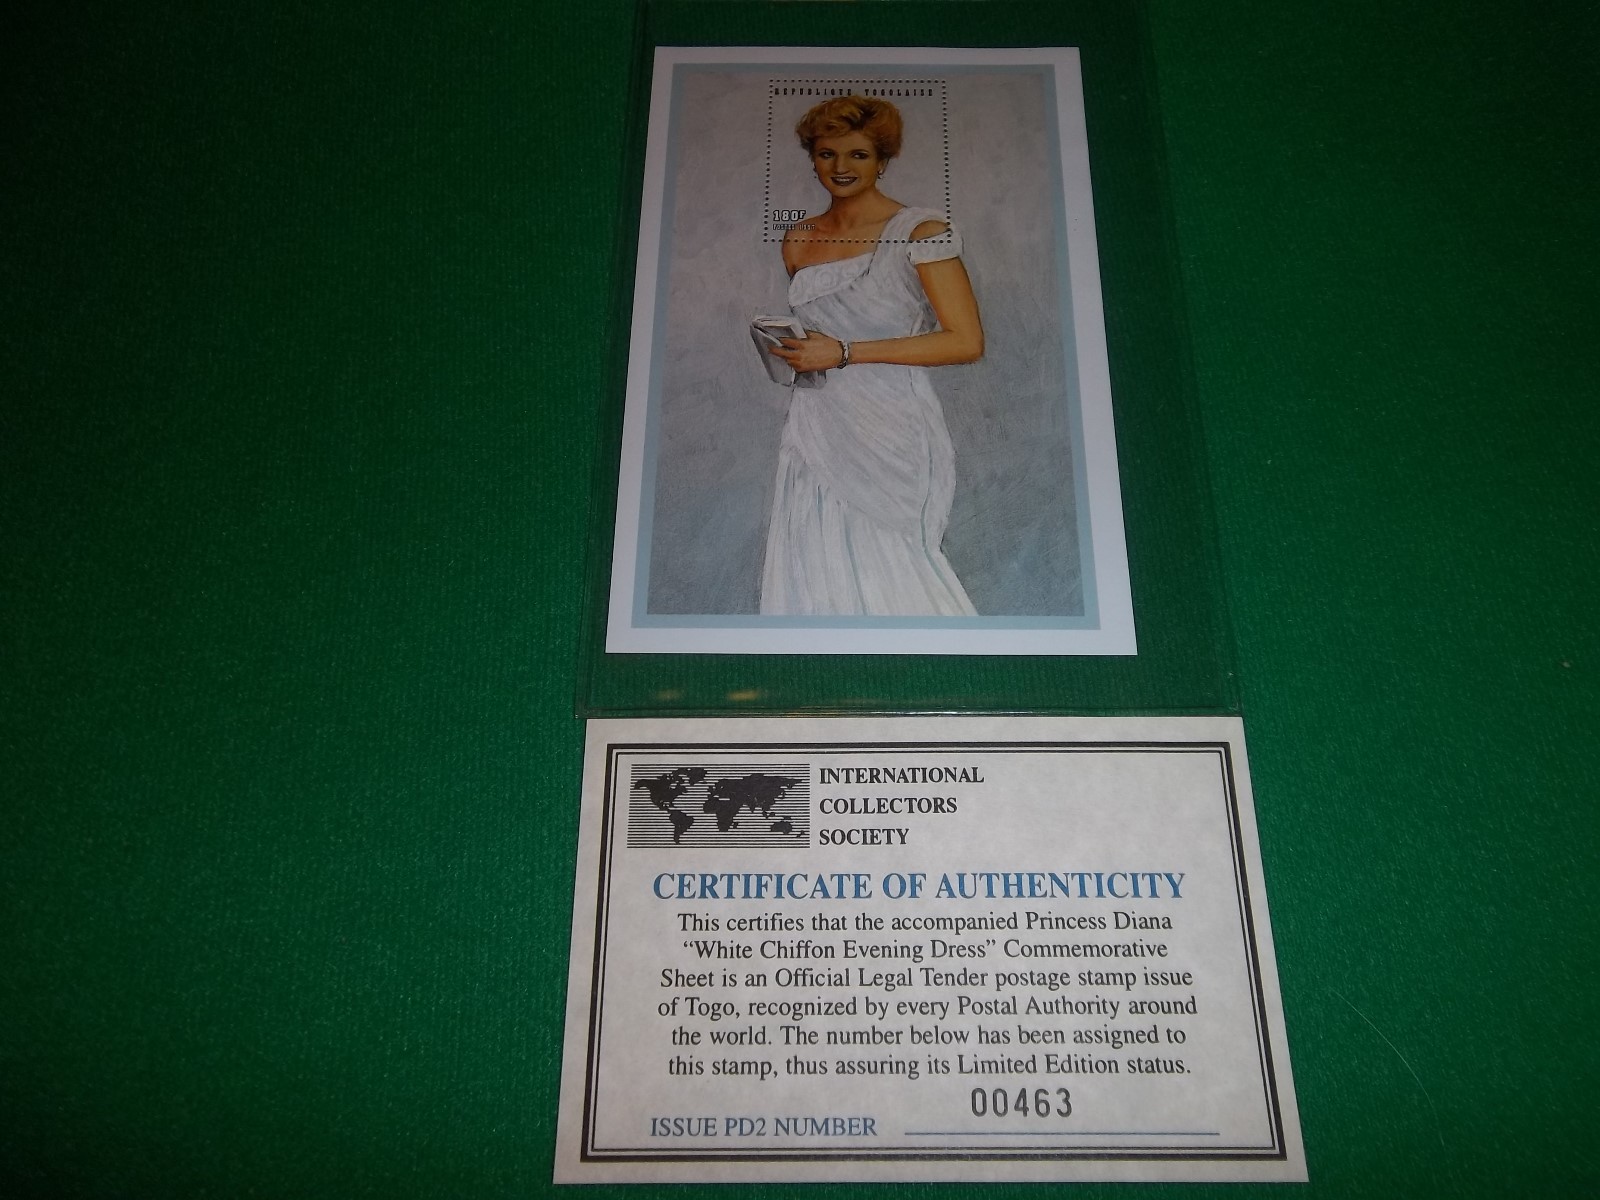 REPUBLIQUE TOGOLAISE
180F
POSTES 1997
INTERNATIONAL
COLLECTORS
SOCIETY
CERTIFICATE OF AUTHENTICITY
This certifies that the accompanied Princess Diana
“White Chiffon Evening Dress” Commemorative
Sheet is an Official Legal Tender postage stamp issue
of Togo, recognized by every Postal Authority around
the world. The number below has been assigned to
this stamp, thus assuring its Limited Edition status.
00463
ISSUE PD2 NUMBER